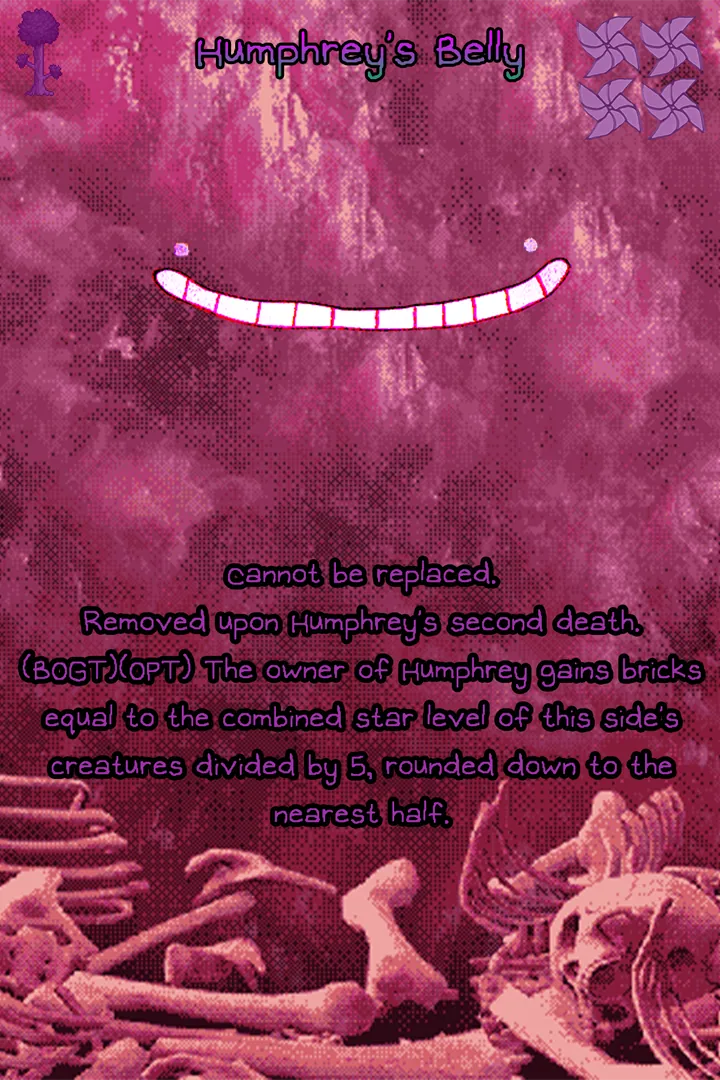 Humphrey's Belly
Cannot be replaced.
Removed upon Humphrey's second death.
(BOGT)(OPT) The owner of Humphrey gains bricks
equal to the combined star level of this side's
creatures divided by 5, rounded down to the
nearest half.